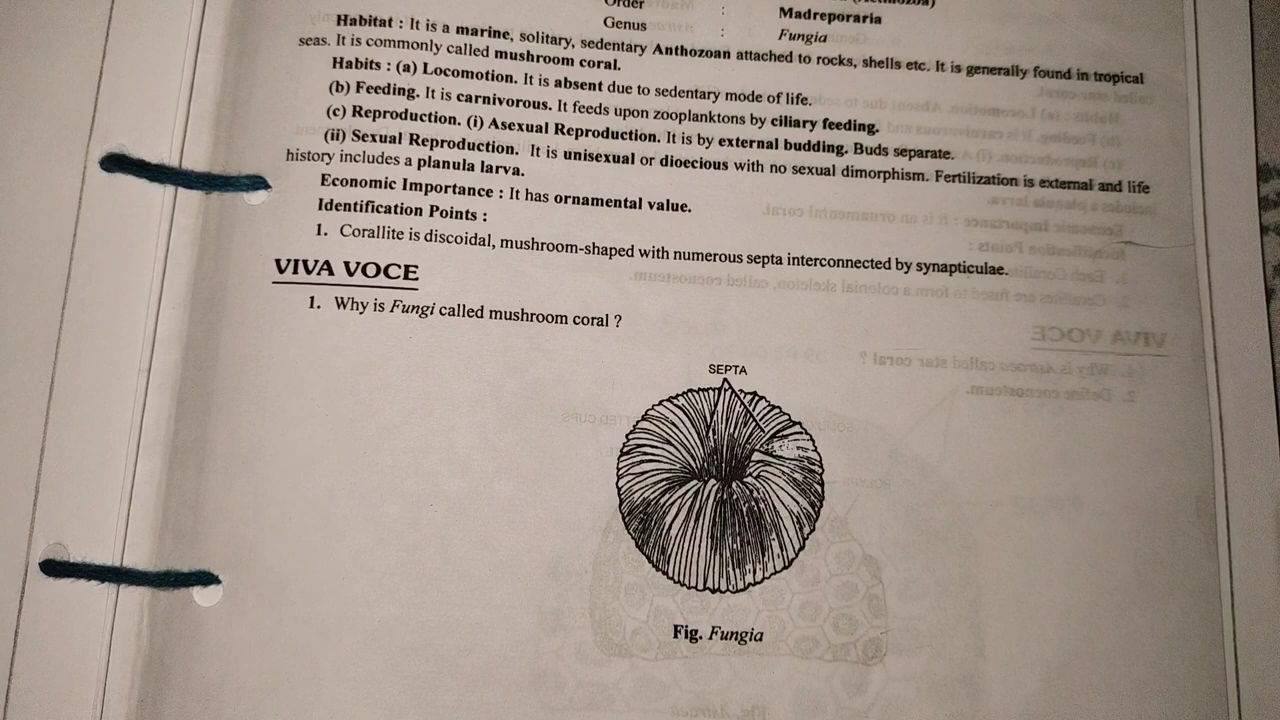 Order : Madreporaria
Genus : Fungia
Habitat : It is a marine, solitary, sedentary Anthozoan attached to rocks, shells etc. It is generally found in tropical
seas. It is commonly called mushroom coral.
Habits : (a) Locomotion. It is absent due to sedentary mode of life.
(b) Feeding. It is carnivorous. It feeds upon zooplanktons by ciliary feeding.
(c) Reproduction. (i) Asexual Reproduction. It is by external budding. Buds separate.
(ii) Sexual Reproduction. It is unisexual or dioecious with no sexual dimorphism. Fertilization is external and life
history includes a planula larva.
Economic Importance : It has ornamental value.
Identification Points :
1. Corallite is discoidal, mushroom-shaped with numerous septa interconnected by synapticulae.
VIVA VOCE
1. Why is Fungi called mushroom coral ?
SEPTA
Fig. Fungia